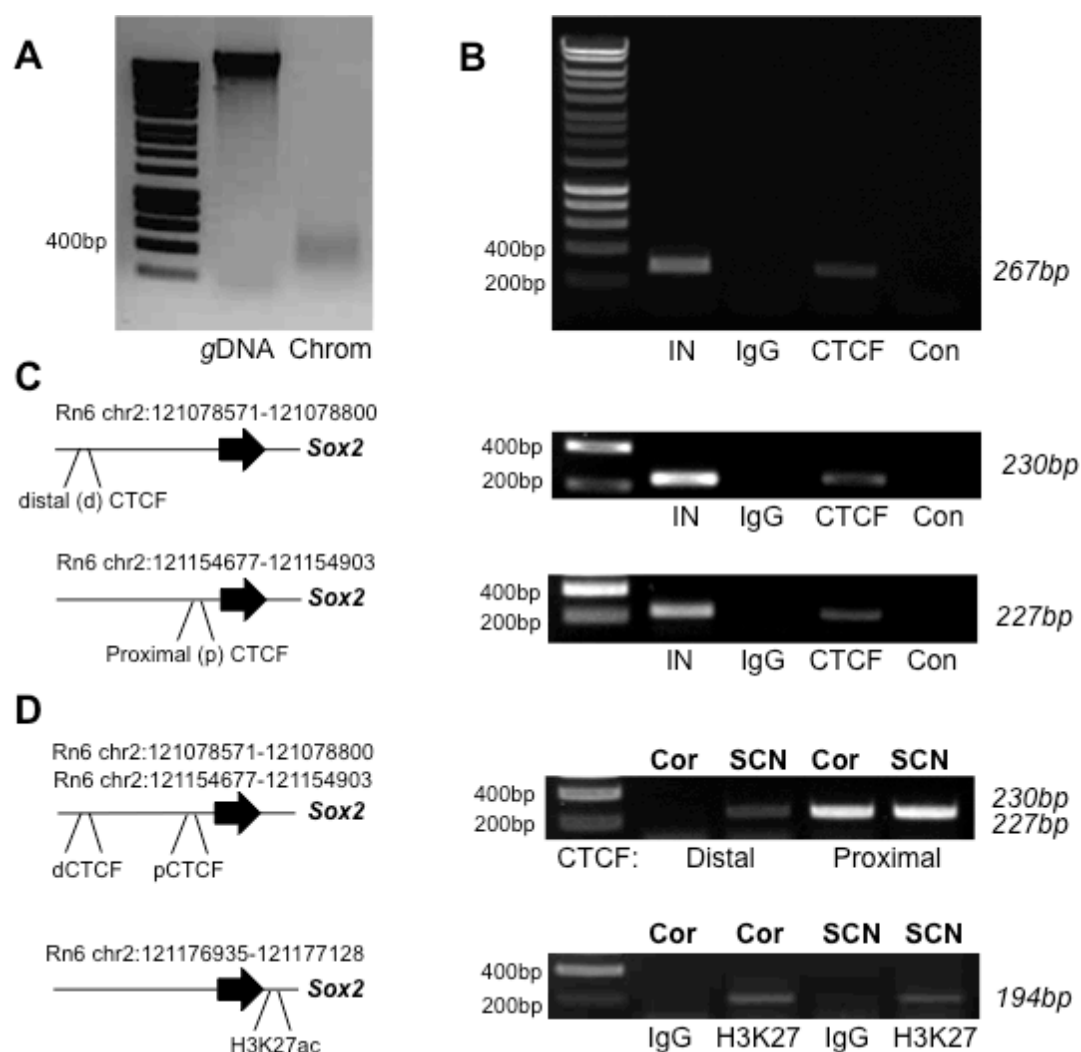 A
400bp
gDNA Chrom
B
400bp
200bp
267bp
IN IgG CTCF Con
C
Rn6 chr2:121078571-121078800
Sox2
distal (d) CTCF
400bp
200bp
230bp
IN IgG CTCF Con
Rn6 chr2:121154677-121154903
Sox2
Proximal (p) CTCF
400bp
200bp
227bp
IN IgG CTCF Con
D
Rn6 chr2:121078571-121078800
Rn6 chr2:121154677-121154903
Sox2
dCTCF pCTCF
Cor SCN Cor SCN
400bp
200bp
230bp
227bp
CTCF: Distal Proximal
Rn6 chr2:121176935-121177128
Sox2
H3K27ac
Cor Cor SCN SCN
400bp
200bp
194bp
IgG H3K27 IgG H3K27